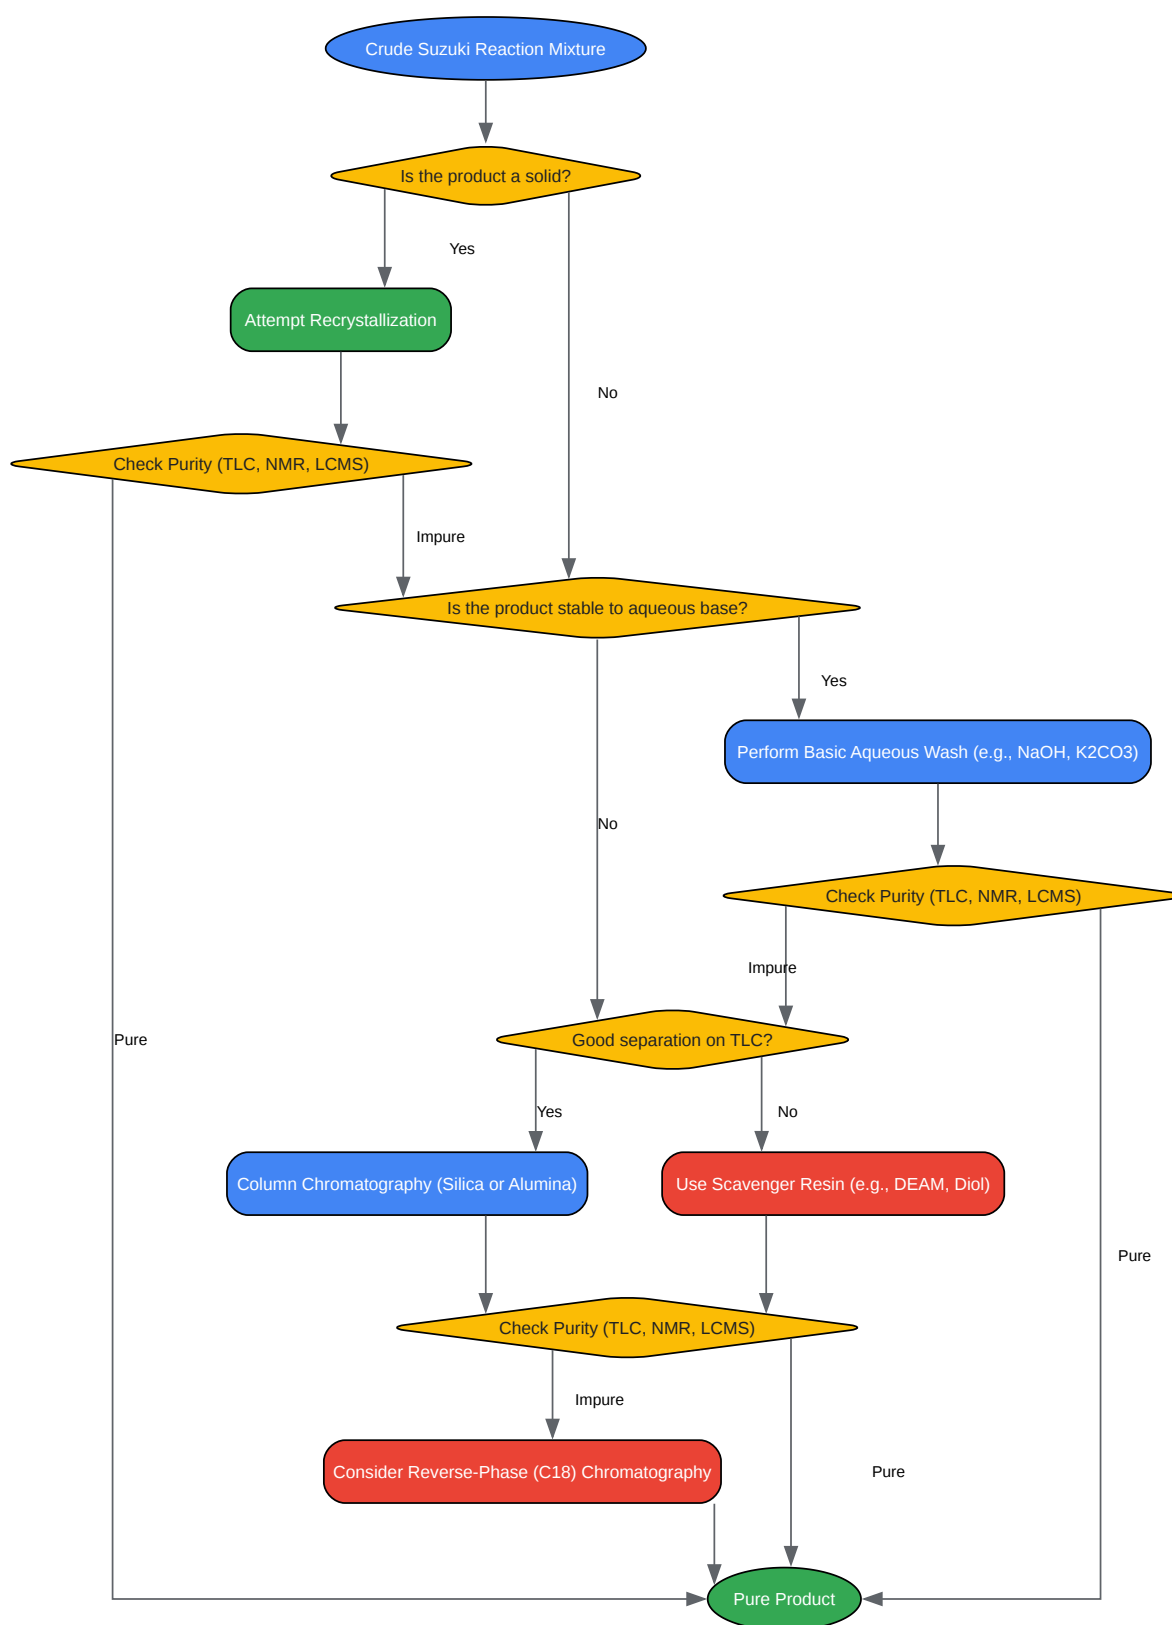 Crude Suzuki Reaction Mixture
Is the product a solid?
Yes
Attempt Recrystallization
No
Check Purity (TLC, NMR, LCMS)
Impure
Is the product stable to aqueous base?
Yes
Perform Basic Aqueous Wash (e.g., NaOH, K2CO3)
No
Check Purity (TLC, NMR, LCMS)
Impure
Pure
Good separation on TLC?
Yes
No
Column Chromatography (Silica or Alumina)
Use Scavenger Resin (e.g., DEAM, Diol)
Pure
Check Purity (TLC, NMR, LCMS)
Impure
Consider Reverse-Phase (C18) Chromatography
Pure
Pure Product